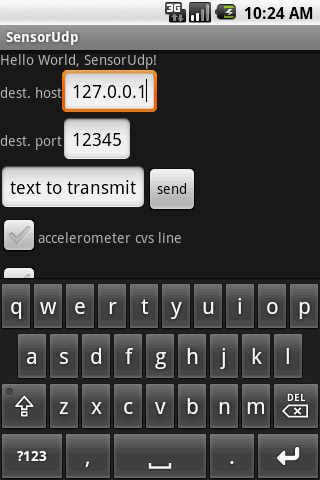 3G 10:24 AM
SensorUdp
Hello World, SensorUdp!
dest. host 127.0.0.1
dest. port 12345
text to transmit send
accelerometer cvs line
q w e r t y u i o p
a s d f g h j k l
z x c v b n m DEL
?123 , .